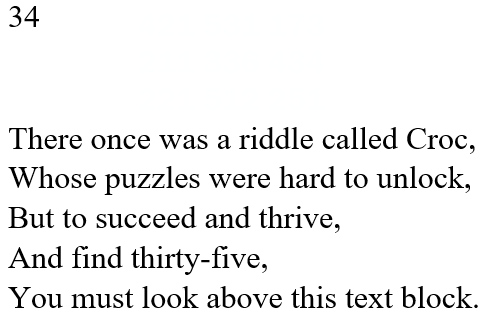 34
There once was a riddle called Croc,
Whose puzzles were hard to unlock,
But to succeed and thrive,
And find thirty-five,
You must look above this text block.